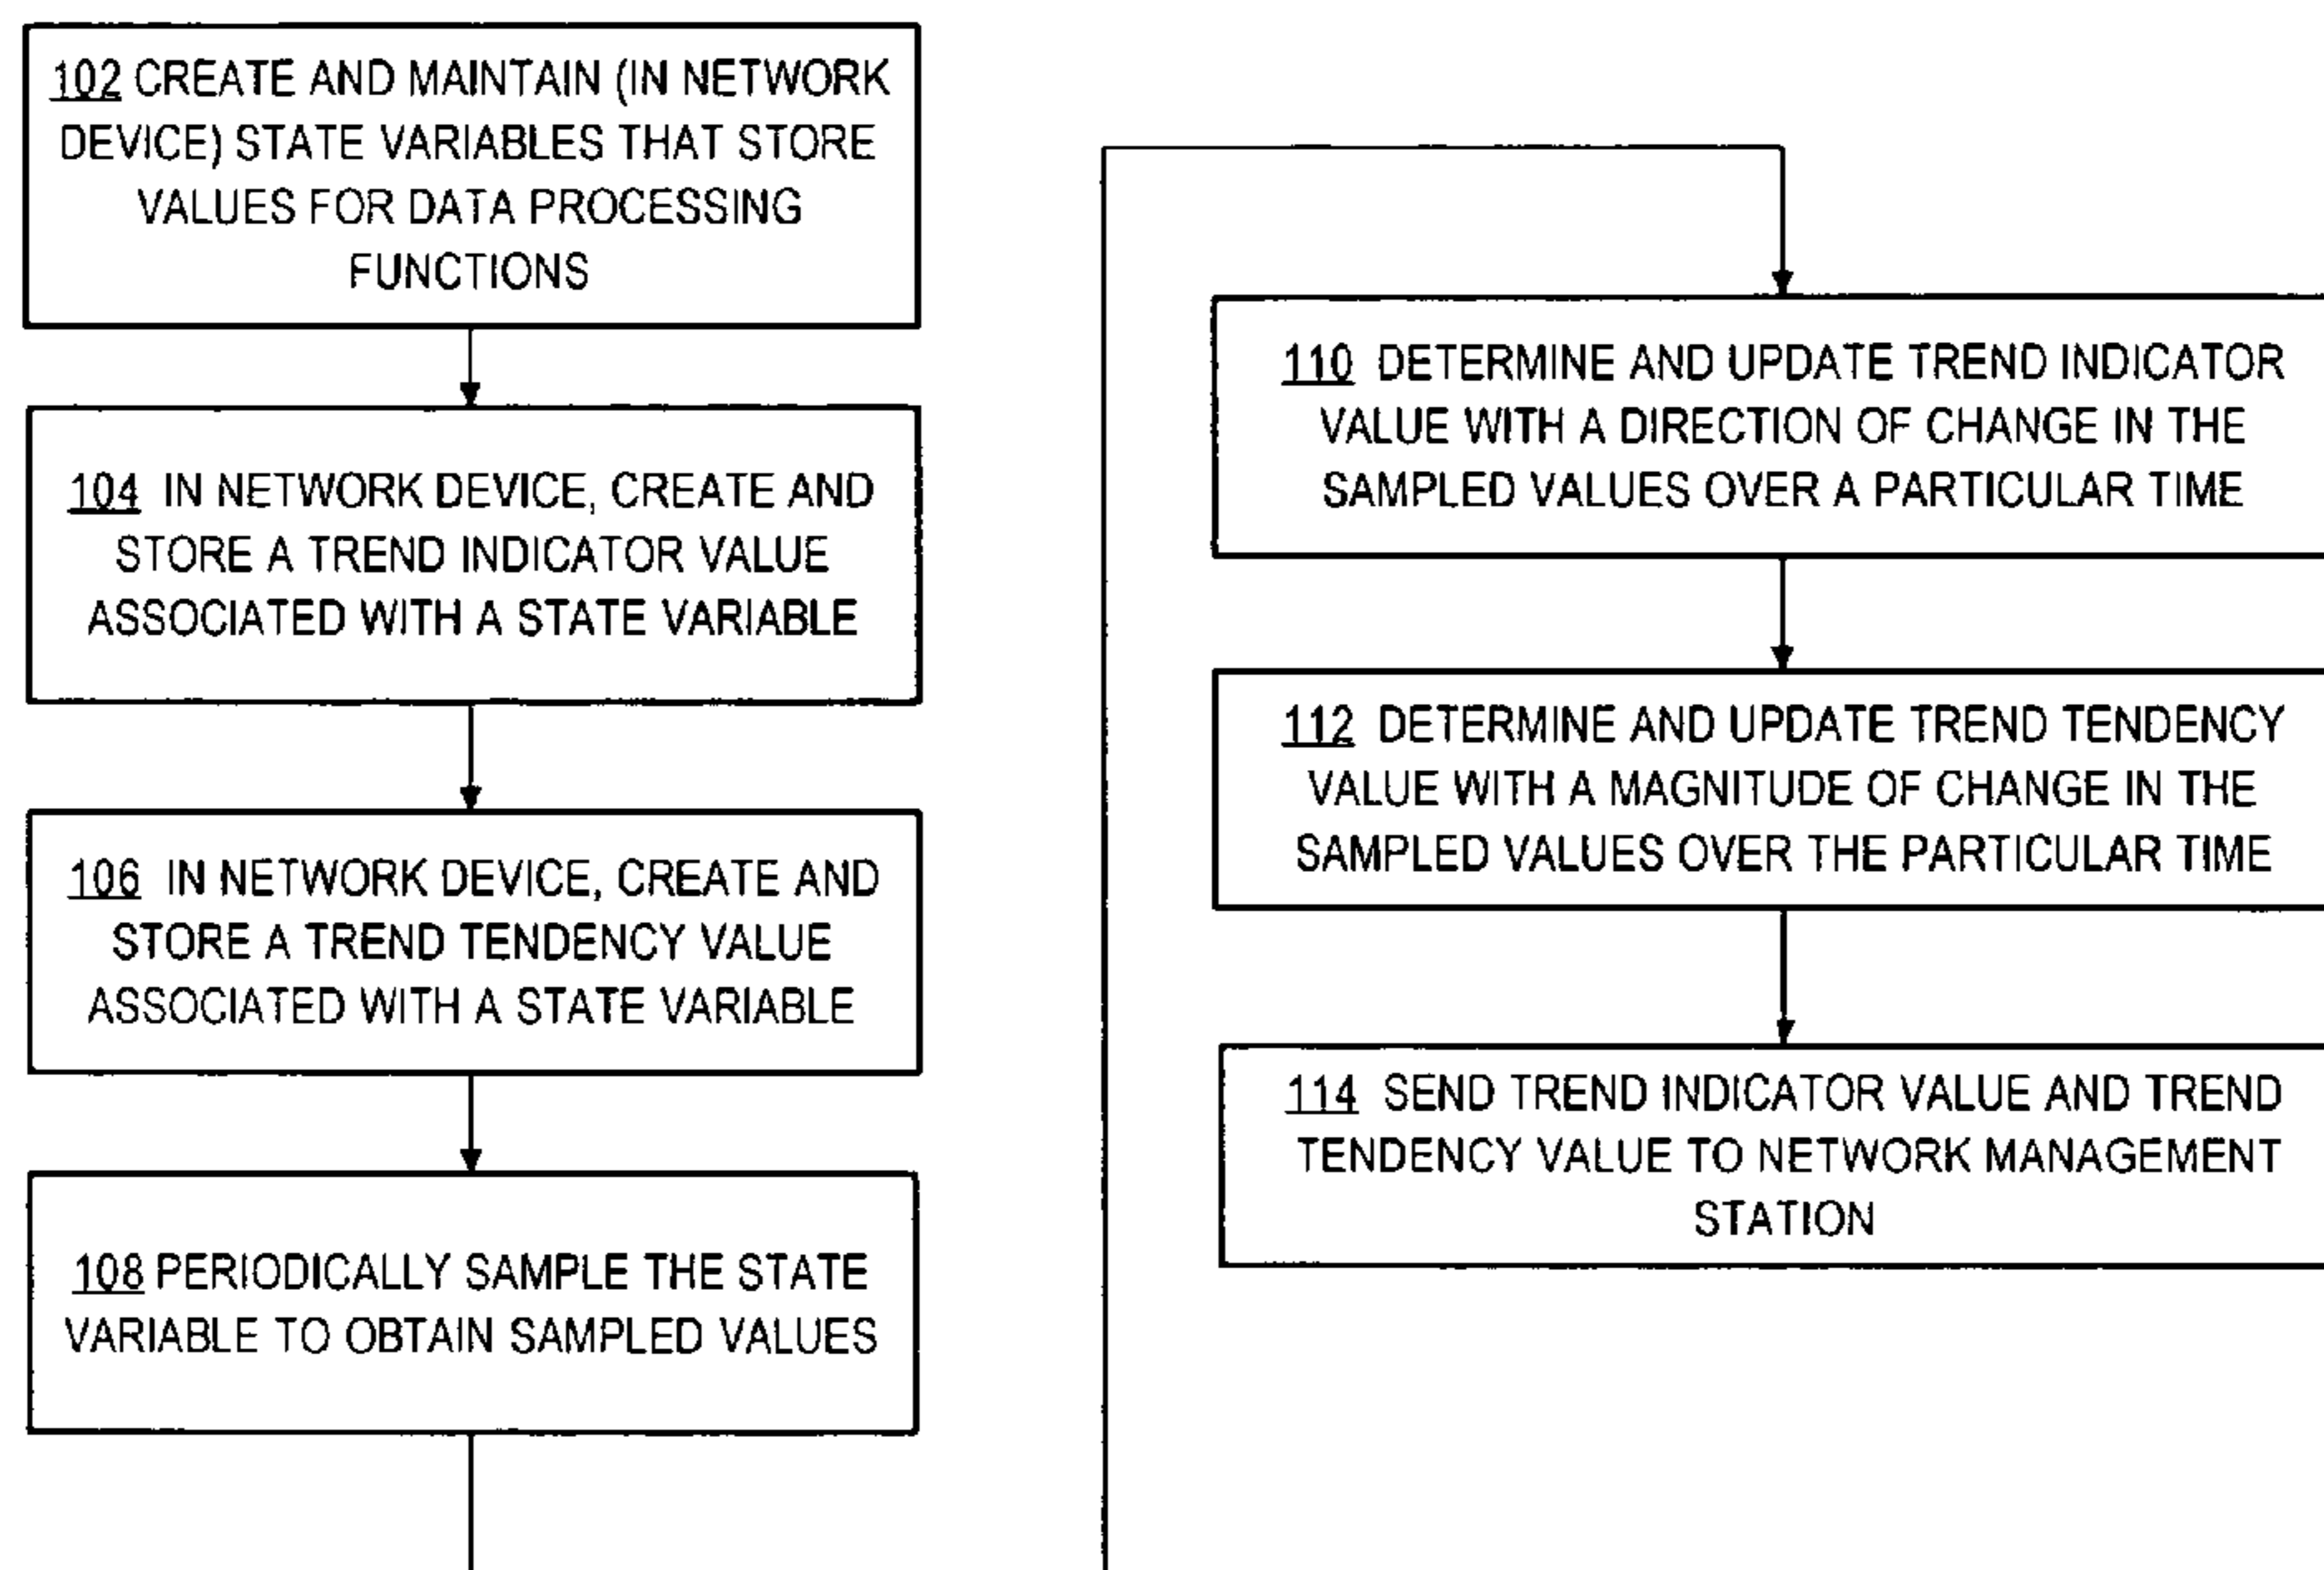 102 CREATE AND MAINTAIN (IN NETWORK
DEVICE) STATE VARIABLES THAT STORE
VALUES FOR DATA PROCESSING
FUNCTIONS
104 IN NETWORK DEVICE, CREATE AND
STORE A TREND INDICATOR VALUE
ASSOCIATED WITH A STATE VARIABLE
106 IN NETWORK DEVICE, CREATE AND
STORE A TREND TENDENCY VALUE
ASSOCIATED WITH A STATE VARIABLE
108 PERIODICALLY SAMPLE THE STATE
VARIABLE TO OBTAIN SAMPLED VALUES
110 DETERMINE AND UPDATE TREND INDICATOR
VALUE WITH A DIRECTION OF CHANGE IN THE
SAMPLED VALUES OVER A PARTICULAR TIME
112 DETERMINE AND UPDATE TREND TENDENCY
VALUE WITH A MAGNITUDE OF CHANGE IN THE
SAMPLED VALUES OVER THE PARTICULAR TIME
114 SEND TREND INDICATOR VALUE AND TREND
TENDENCY VALUE TO NETWORK MANAGEMENT
STATION